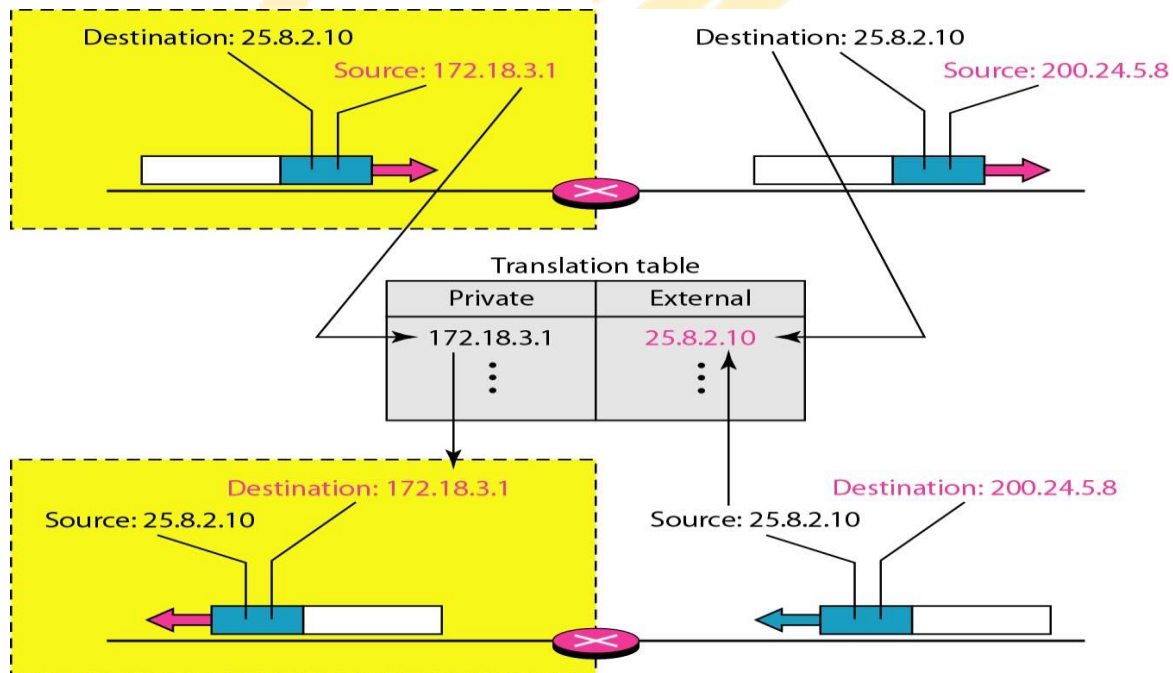 Destination: 25.8.2.10
Source: 172.18.3.1
Destination: 25.8.2.10
Source: 200.24.5.8
Translation table
Private External
172.18.3.1 25.8.2.10
Destination: 172.18.3.1
Source: 25.8.2.10
Destination: 200.24.5.8
Source: 25.8.2.10